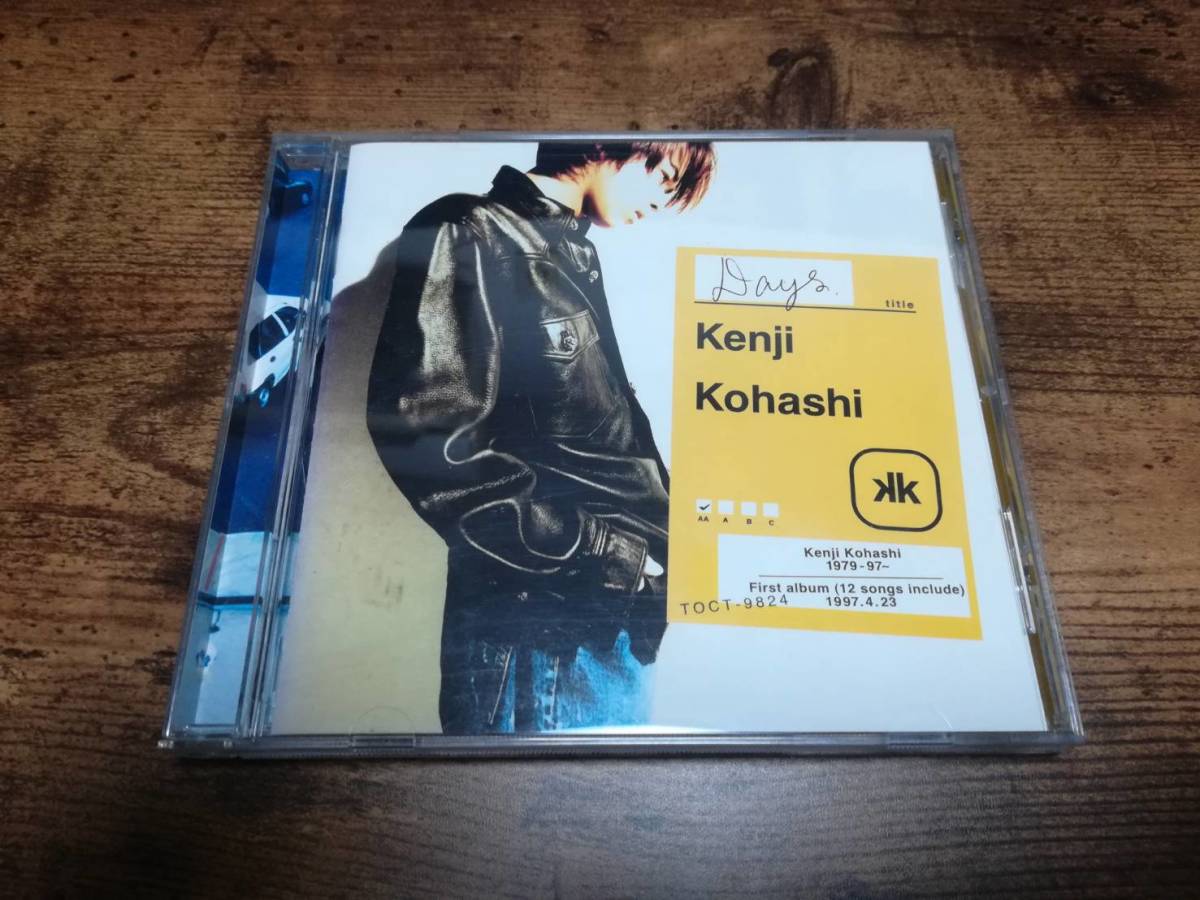 Days.
title
Kenji
Kohashi
kk
AA A B C
Kenji Kohashi
1979-97~
First album (12 songs include)
1997.4.23
TOCT-9824